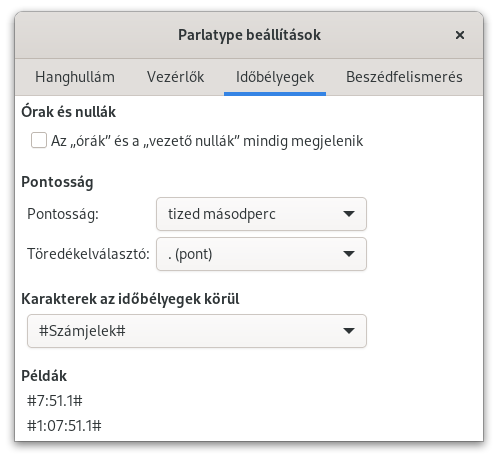 Parlatype beállítások
Hanghullám Vezérlők Időbélyegek Beszédfelismerés
Órak és nullák
Az „órák” és a „vezető nullák” mindig megjelenik
Pontosság
Pontosság: tized másodperc
Töredékelválasztó: . (pont)
Karakterek az időbélyegek körül
#Számjelek#
Példák
#7:51.1#
#1:07:51.1#